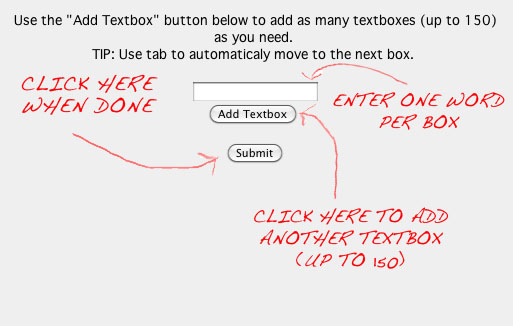 Use the "Add Textbox" button below to add as many textboxes (up to 150)
as you need.
TIP: Use tab to automaticaly move to the next box.
CLICK HERE
WHEN DONE
ENTER ONE WORD
PER BOX
Add Textbox
Submit
CLICK HERE TO ADD
ANOTHER TEXTBOX
(UP TO 150)